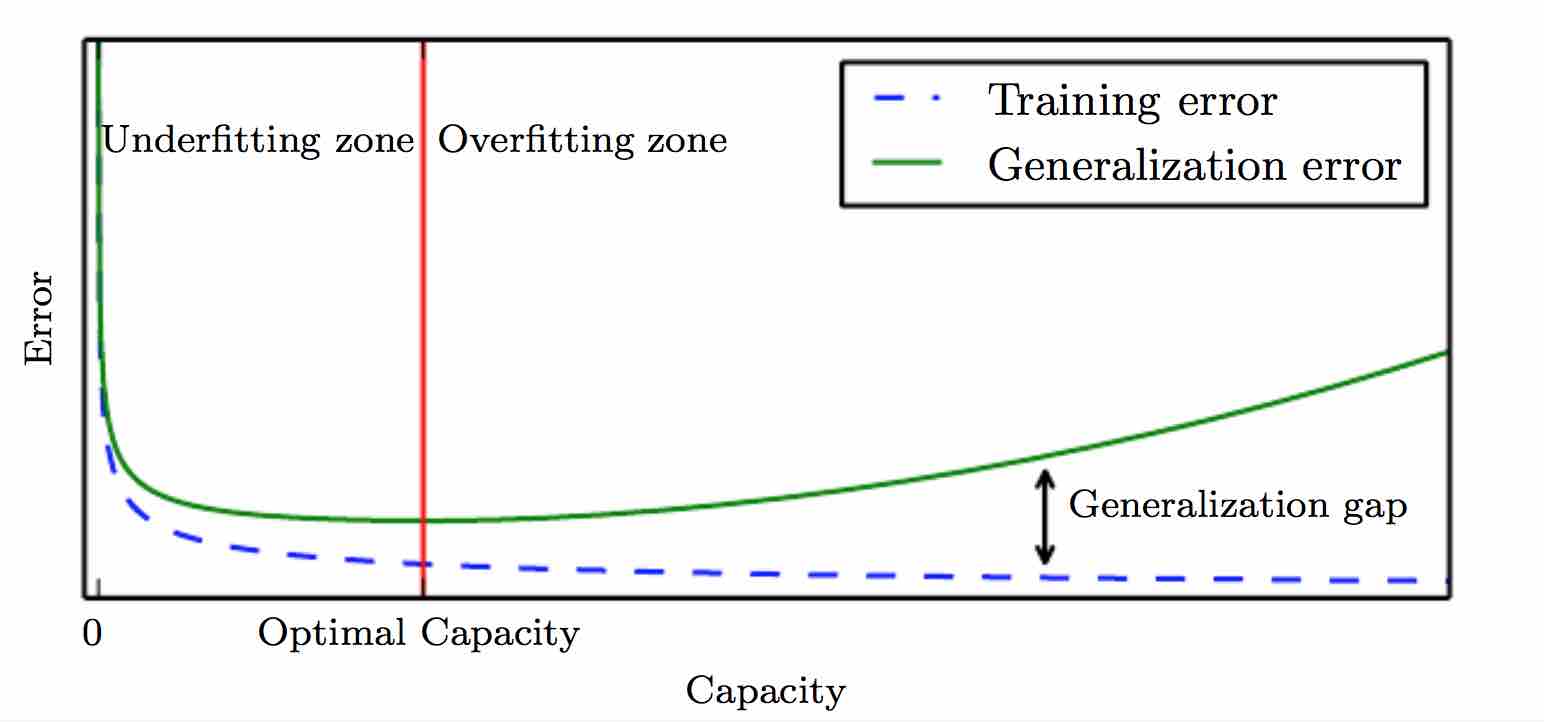 Underfitting zone
Overfitting zone
Training error
Generalization error
Error
Generalization gap
0
Optimal Capacity
Capacity